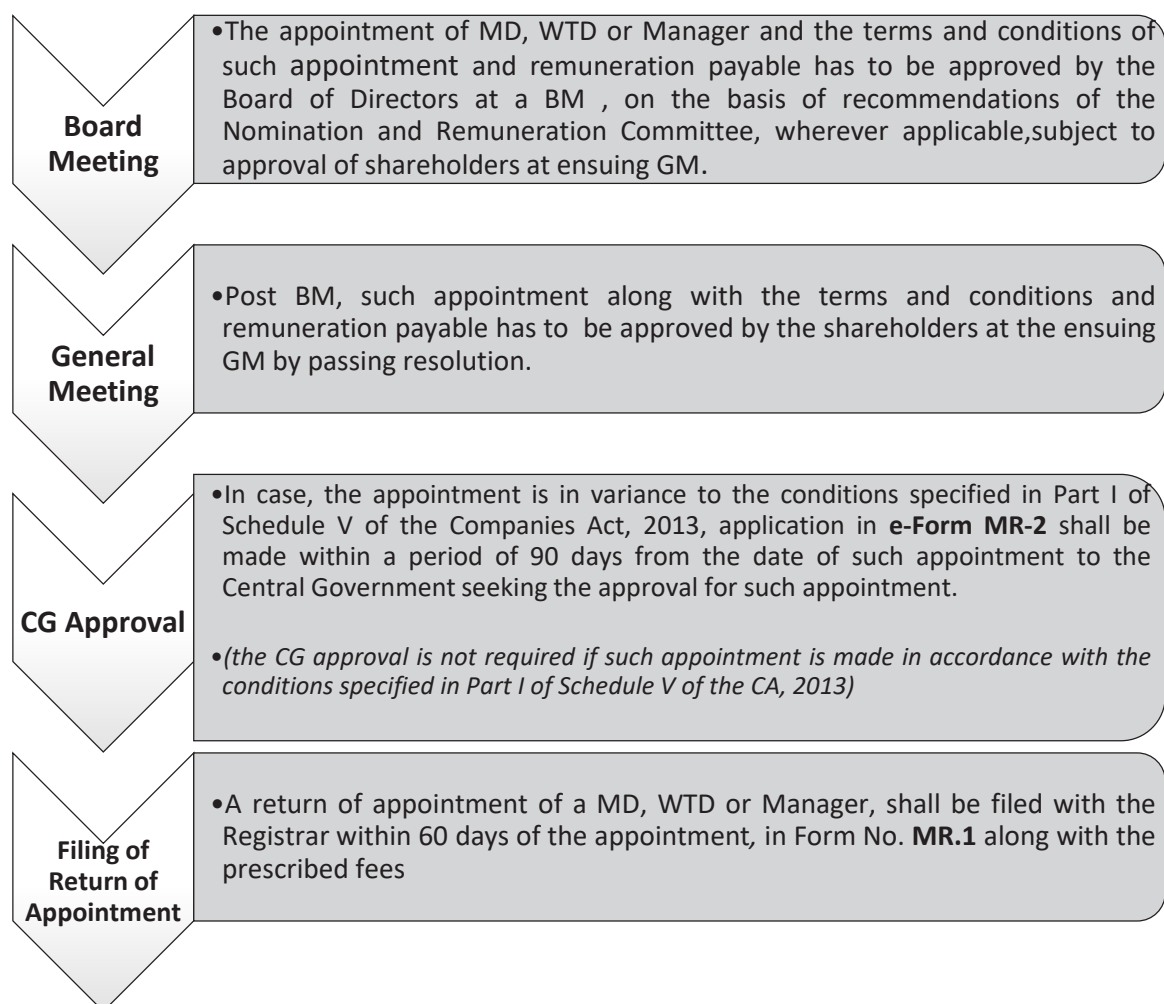 Board
Meeting
•The appointment of MD, WTD or Manager and the terms and conditions of
such appointment and remuneration payable has to be approved by the
Board of Directors at a BM , on the basis of recommendations of the
Nomination and Remuneration Committee, wherever applicable,subject to
approval of shareholders at ensuing GM.
General
Meeting
•Post BM, such appointment along with the terms and conditions and
remuneration payable has to be approved by the shareholders at the ensuing
GM by passing resolution.
CG Approval
•In case, the appointment is in variance to the conditions specified in Part I of
Schedule V of the Companies Act, 2013, application in e-Form MR-2 shall be
made within a period of 90 days from the date of such appointment to the
Central Government seeking the approval for such appointment.
•(the CG approval is not required if such appointment is made in accordance with the
conditions specified in Part I of Schedule V of the CA, 2013)
Filing of
Return of
Appointment
•A return of appointment of a MD, WTD or Manager, shall be filed with the
Registrar within 60 days of the appointment, in Form No. MR.1 along with the
prescribed fees